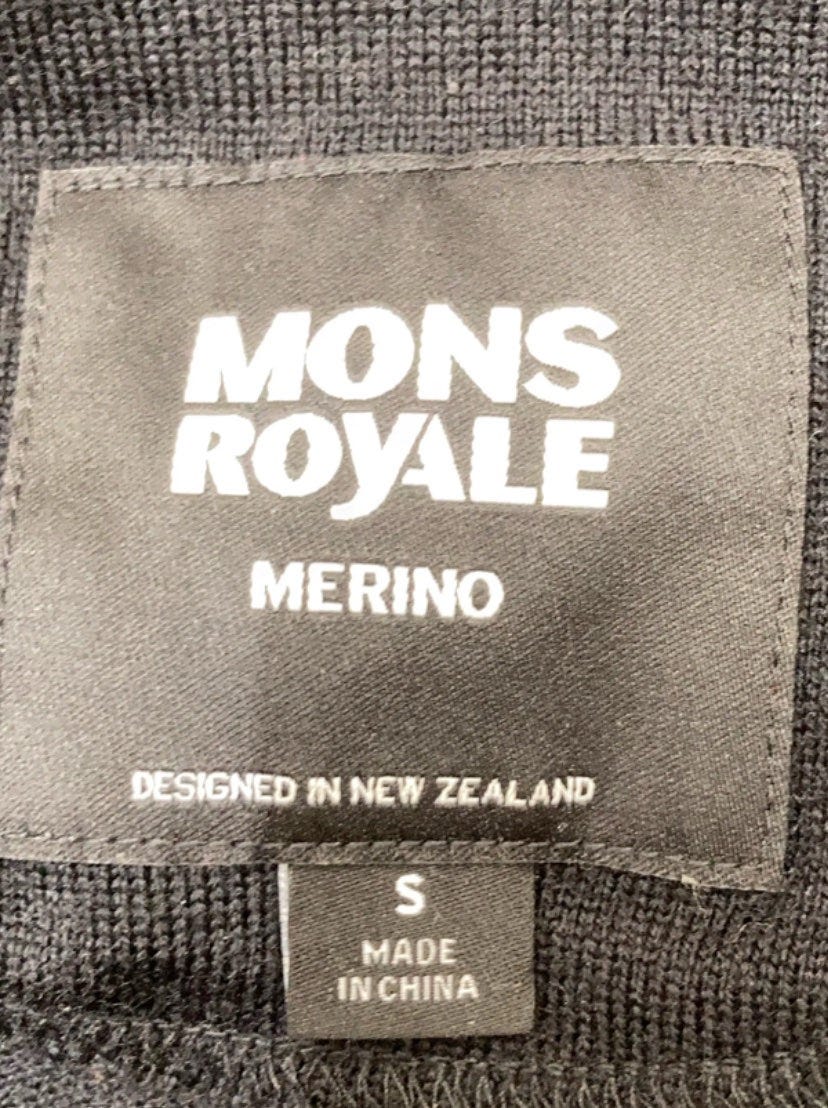 MONS
ROYALE
MERINO
DESIGNED IN NEW ZEALAND
S
MADE
IN CHINA